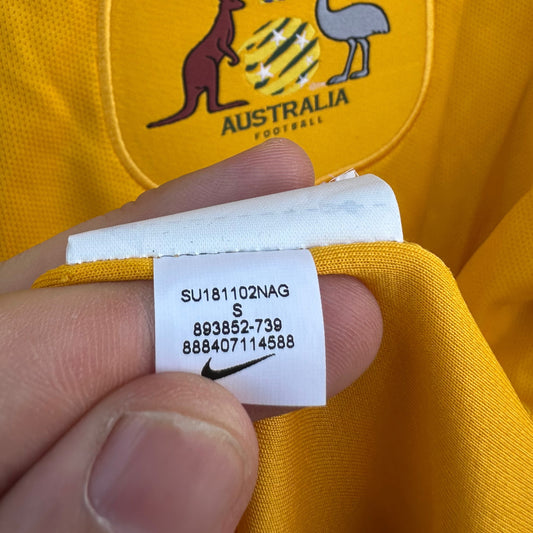 AUSTRALIA
FOOTBALL
SU181102NAG
S
893852-739
888407114588